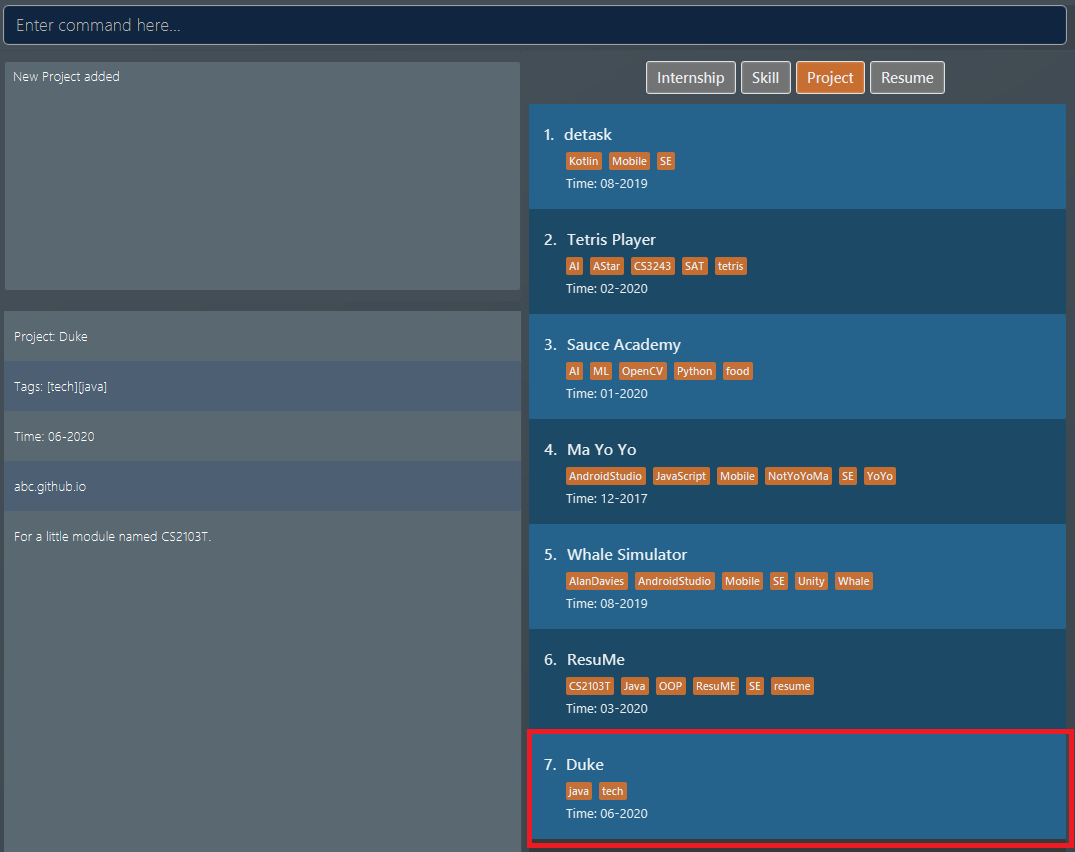 Enter command here...
New Project added
Project: Duke
Tags: [tech][java]
Time: 06-2020
abc.github.io
For a little module named CS2103T.
Internship Skill Project Resume
1. detask
Kotlin Mobile SE
Time: 08-2019
2. Tetris Player
AI AStar CS3243 SAT tetris
Time: 02-2020
3. Sauce Academy
AI ML OpenCV Python food
Time: 01-2020
4. Ma Yo Yo
AndroidStudio JavaScript Mobile NotYoYoMa SE YoYo
Time: 12-2017
5. Whale Simulator
AlanDavies AndroidStudio Mobile SE Unity Whale
Time: 08-2019
6. ResuMe
CS2103T Java OOP ResuME SE resume
Time: 03-2020
7. Duke
java tech
Time: 06-2020